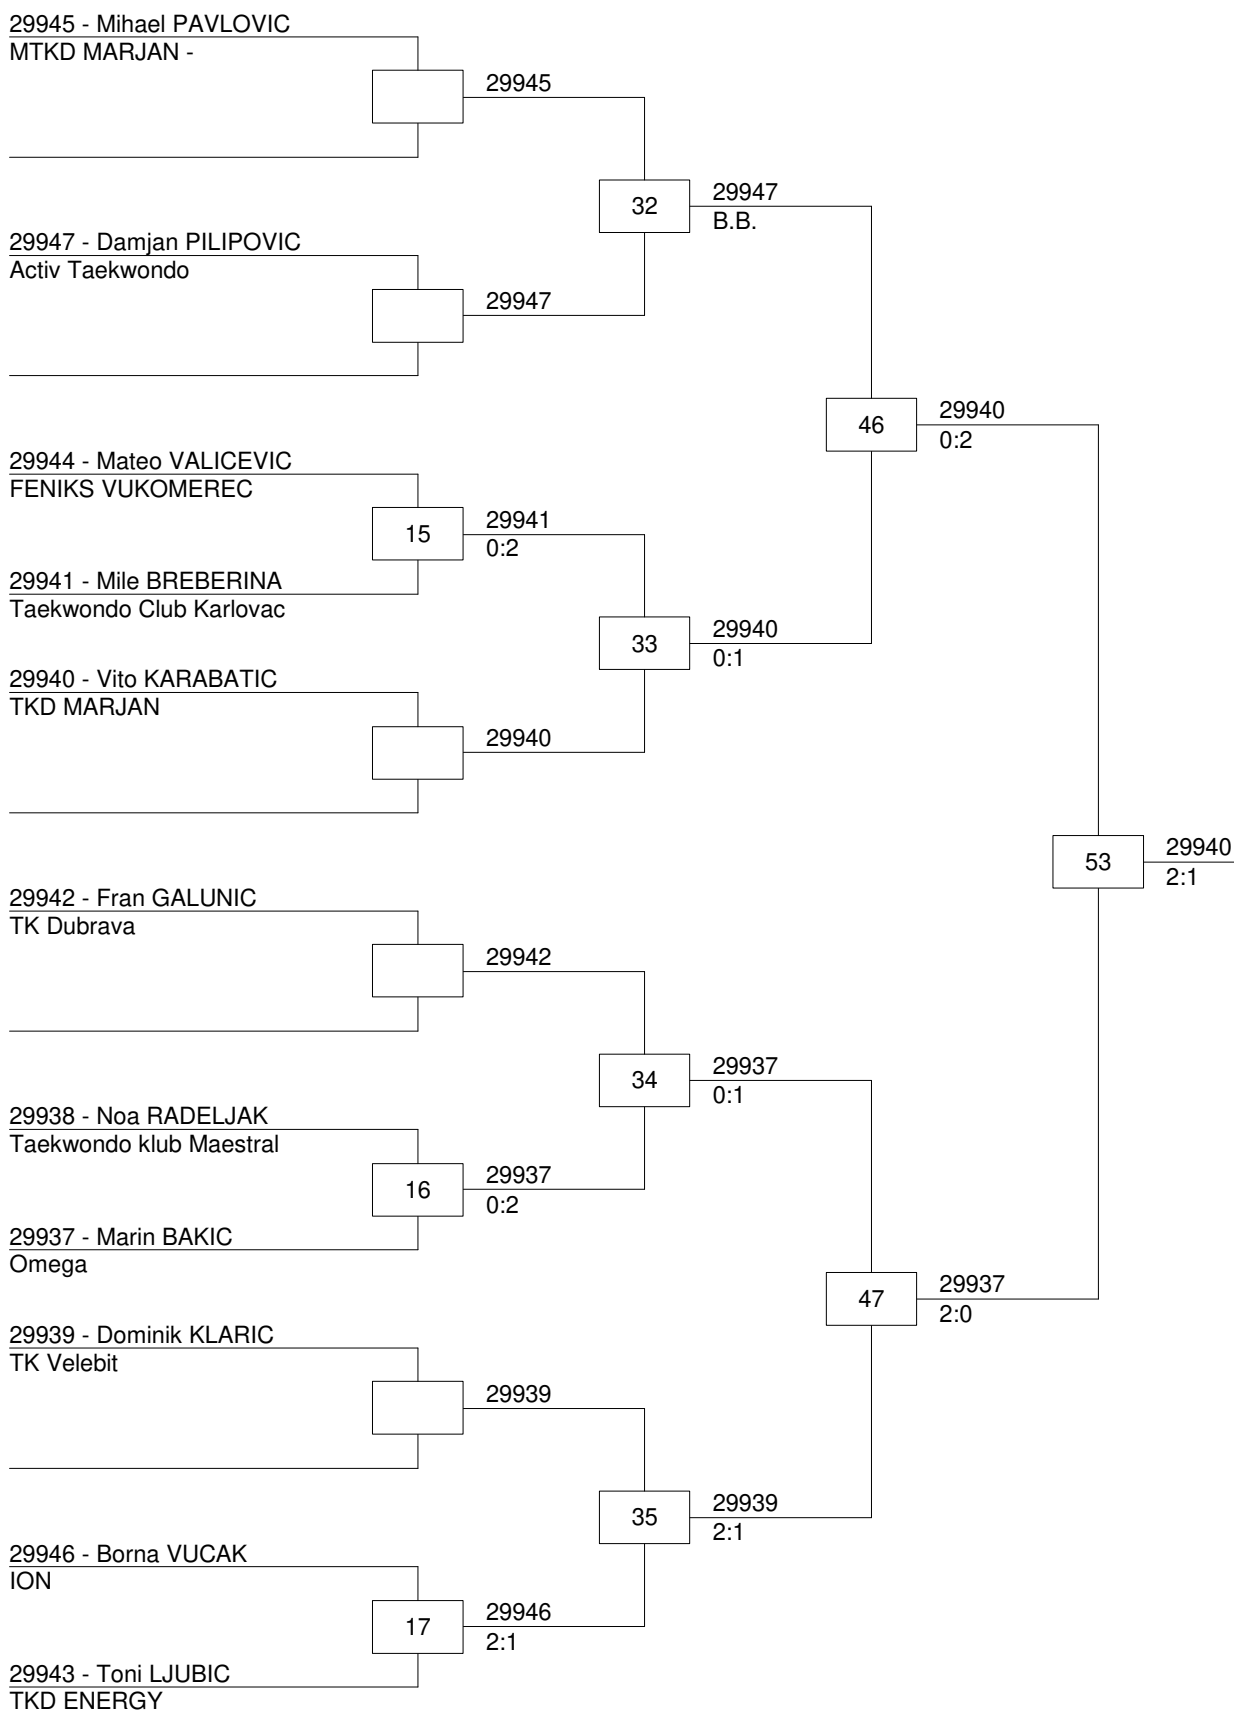 29945 - Mihael PAVLOVIC
MTKD MARJAN -
29945
32
29947
B.B.
29947 - Damjan PILIPOVIC
Activ Taekwondo
29947
46
29940
0:2
29944 - Mateo VALICEVIC
FENIKS VUKOMEREC
15
29941
0:2
29941 - Mile BREBERINA
Taekwondo Club Karlovac
33
29940
0:1
29940 - Vito KARABATIC
TKD MARJAN
29940
53
29940
2:1
29942 - Fran GALUNIC
TK Dubrava
29942
34
29937
0:1
29938 - Noa RADELJAK
Taekwondo klub Maestral
16
29937
0:2
29937 - Marin BAKIC
Omega
47
29937
2:0
29939 - Dominik KLARIC
TK Velebit
29939
35
29939
2:1
29946 - Borna VUCAK
ION
17
29946
2:1
29943 - Toni LJUBIC
TKD ENERGY